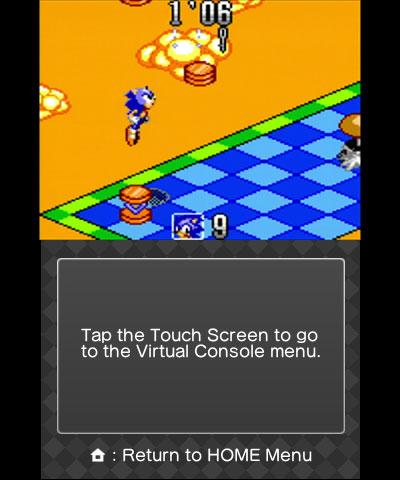 1'06
9
Tap the Touch Screen to go
to the Virtual Console menu.
: Return to HOME Menu